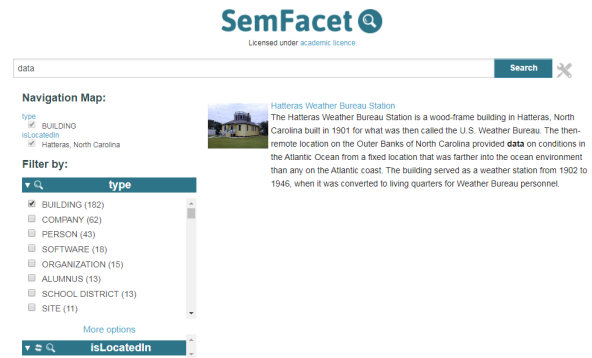 SemFacet
Licensed under academic licence
data
Search
Navigation Map:
type
BUILDING
isLocatedIn
Hatteras, North Carolina
Filter by:
type
BUILDING (182)
COMPANY (62)
PERSON (43)
SOFTWARE (18)
ORGANIZATION (15)
ALUMNUS (13)
SCHOOL DISTRICT (13)
SITE (11)
More options
isLocatedIn
Hatteras Weather Bureau Station
The Hatteras Weather Bureau Station is a wood-frame building in Hatteras, North
Carolina built in 1901 for what was then called the U.S. Weather Bureau. The then-
remote location on the Outer Banks of North Carolina provided data on conditions in
the Atlantic Ocean from a fixed location that was farther into the ocean environment
than any on the Atlantic coast. The building served as a weather station from 1902 to
1946, when it was converted to living quarters for Weather Bureau personnel.